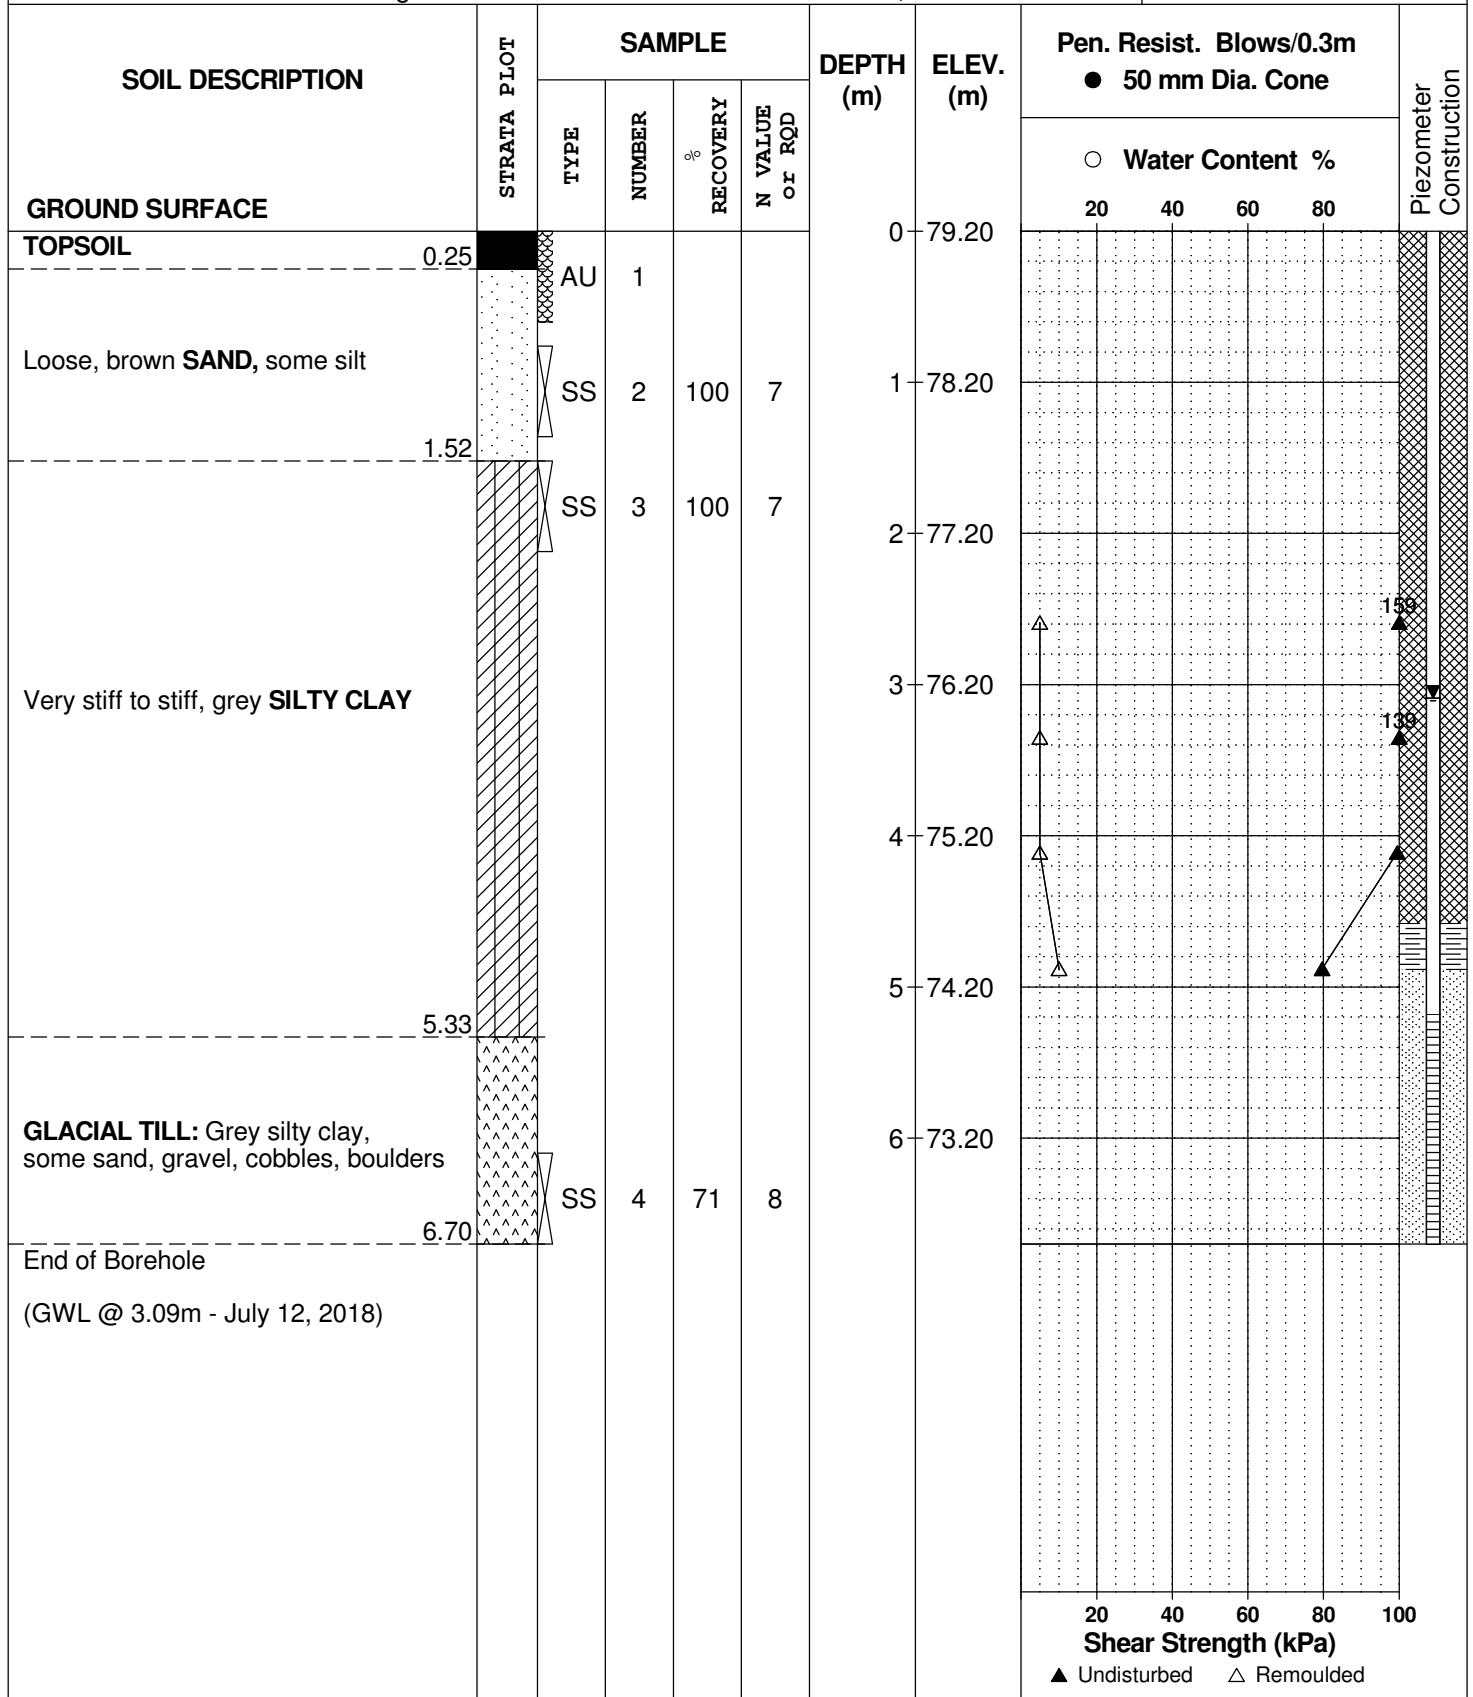 SOIL DESCRIPTION
GROUND SURFACE
STRATA PLOT
SAMPLE
TYPE
NUMBER
% RECOVERY
N VALUE or RQD
DEPTH (m)
ELEV. (m)
Pen. Resist. Blows/0.3m
● 50 mm Dia. Cone
○ Water Content %
20 40 60 80
Piezometer Construction
TOPSOIL
0.25
0 79.20
AU 1
Loose, brown SAND, some silt
SS 2 100 7
1 78.20
1.52
SS 3 100 7
2 77.20
159
Very stiff to stiff, grey SILTY CLAY
3 76.20
139
4 75.20
5 74.20
5.33
GLACIAL TILL: Grey silty clay,
some sand, gravel, cobbles, boulders
6 73.20
SS 4 71 8
6.70
End of Borehole
(GWL @ 3.09m - July 12, 2018)
20 40 60 80 100
Shear Strength (kPa)
▲ Undisturbed △ Remoulded